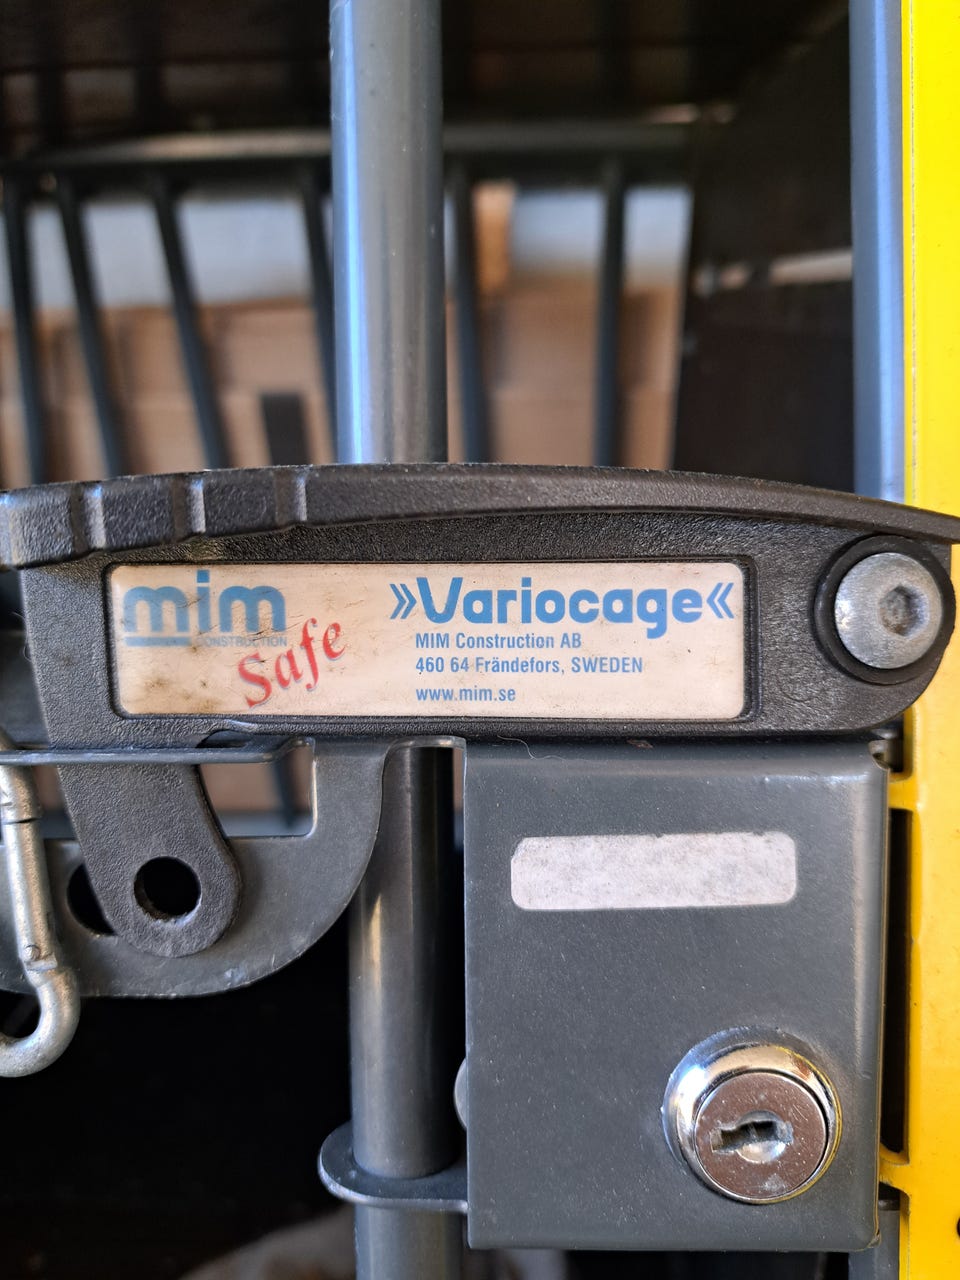 mim
CONSTRUCTION
Safe
»Variocage«
MIM Construction AB
460 64 Frändefors, SWEDEN
www.mim.se